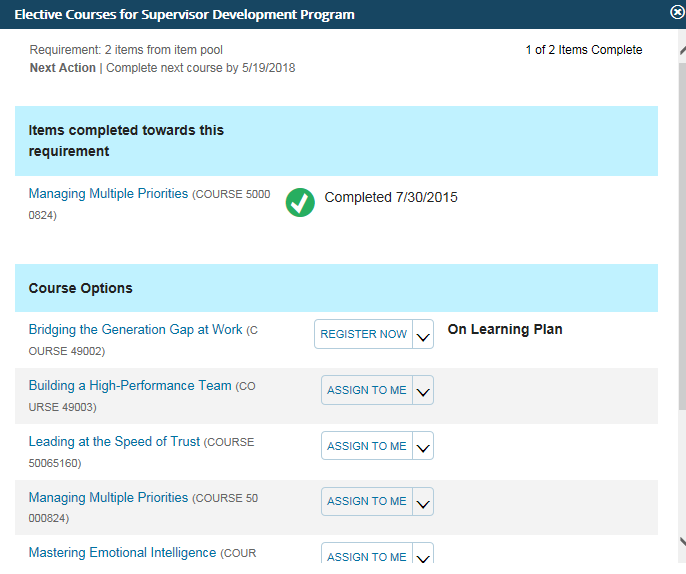 Elective Courses for Supervisor Development Program
Requirement: 2 items from item pool
1 of 2 Items Complete
Next Action | Complete next course by 5/19/2018
Items completed towards this
requirement
Managing Multiple Priorities (COURSE 5000
0824)
Completed 7/30/2015
Course Options
Bridging the Generation Gap at Work (C
OURSE 49002)
REGISTER NOW
On Learning Plan
Building a High-Performance Team (CO
URSE 49003)
ASSIGN TO ME
Leading at the Speed of Trust (COURSE
50065160)
ASSIGN TO ME
Managing Multiple Priorities (COURSE 50
000824)
ASSIGN TO ME
Mastering Emotional Intelligence (COUR
ASSIGN TO ME